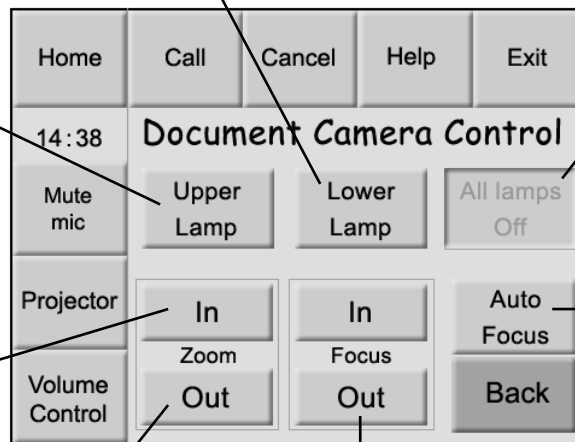 Home
Call
Cancel
Help
Exit
14:38
Document Camera Control
Mute
mic
Upper
Lamp
Lower
Lamp
All lamps
Off
Projector
In
Zoom
Out
In
Focus
Out
Auto
Focus
Volume
Control
Back